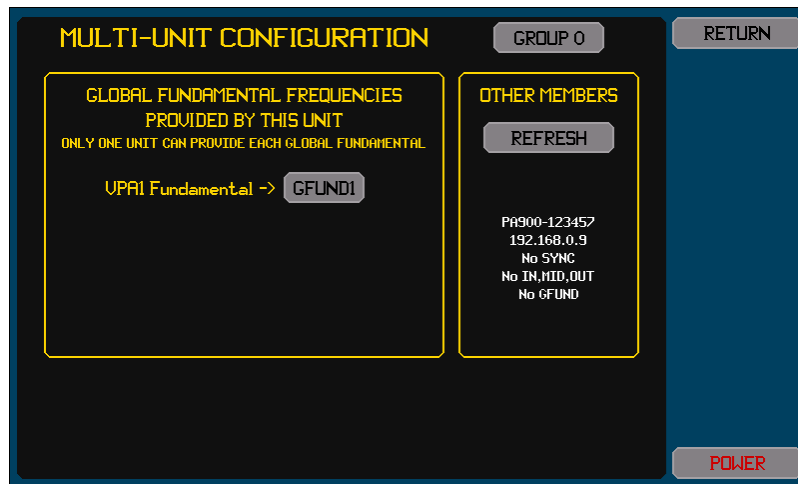 MULTI-UNIT CONFIGURATION
GROUP 0
RETURN
GLOBAL FUNDAMENTAL FREQUENCIES
PROVIDED BY THIS UNIT
ONLY ONE UNIT CAN PROVIDE EACH GLOBAL FUNDAMENTAL
VPA1 Fundamental -> GFUND1
OTHER MEMBERS
REFRESH
PA900-123457
192.168.0.9
No SYNC
No IN,MID,OUT
No GFUND
POWER